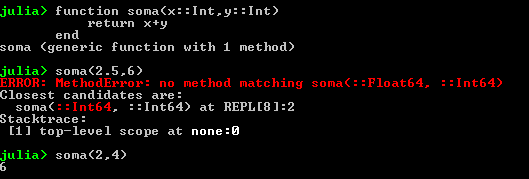 julia> function soma(x::Int,y::Int)
           return x+y
       end
soma (generic function with 1 method)

julia> soma(2.5,6)
ERROR: MethodError: no method matching soma(::Float64, ::Int64)
Closest candidates are:
  soma(::Int64, ::Int64) at REPL[8]:2
Stacktrace:
 [1] top-level scope at none:0

julia> soma(2,4)
6